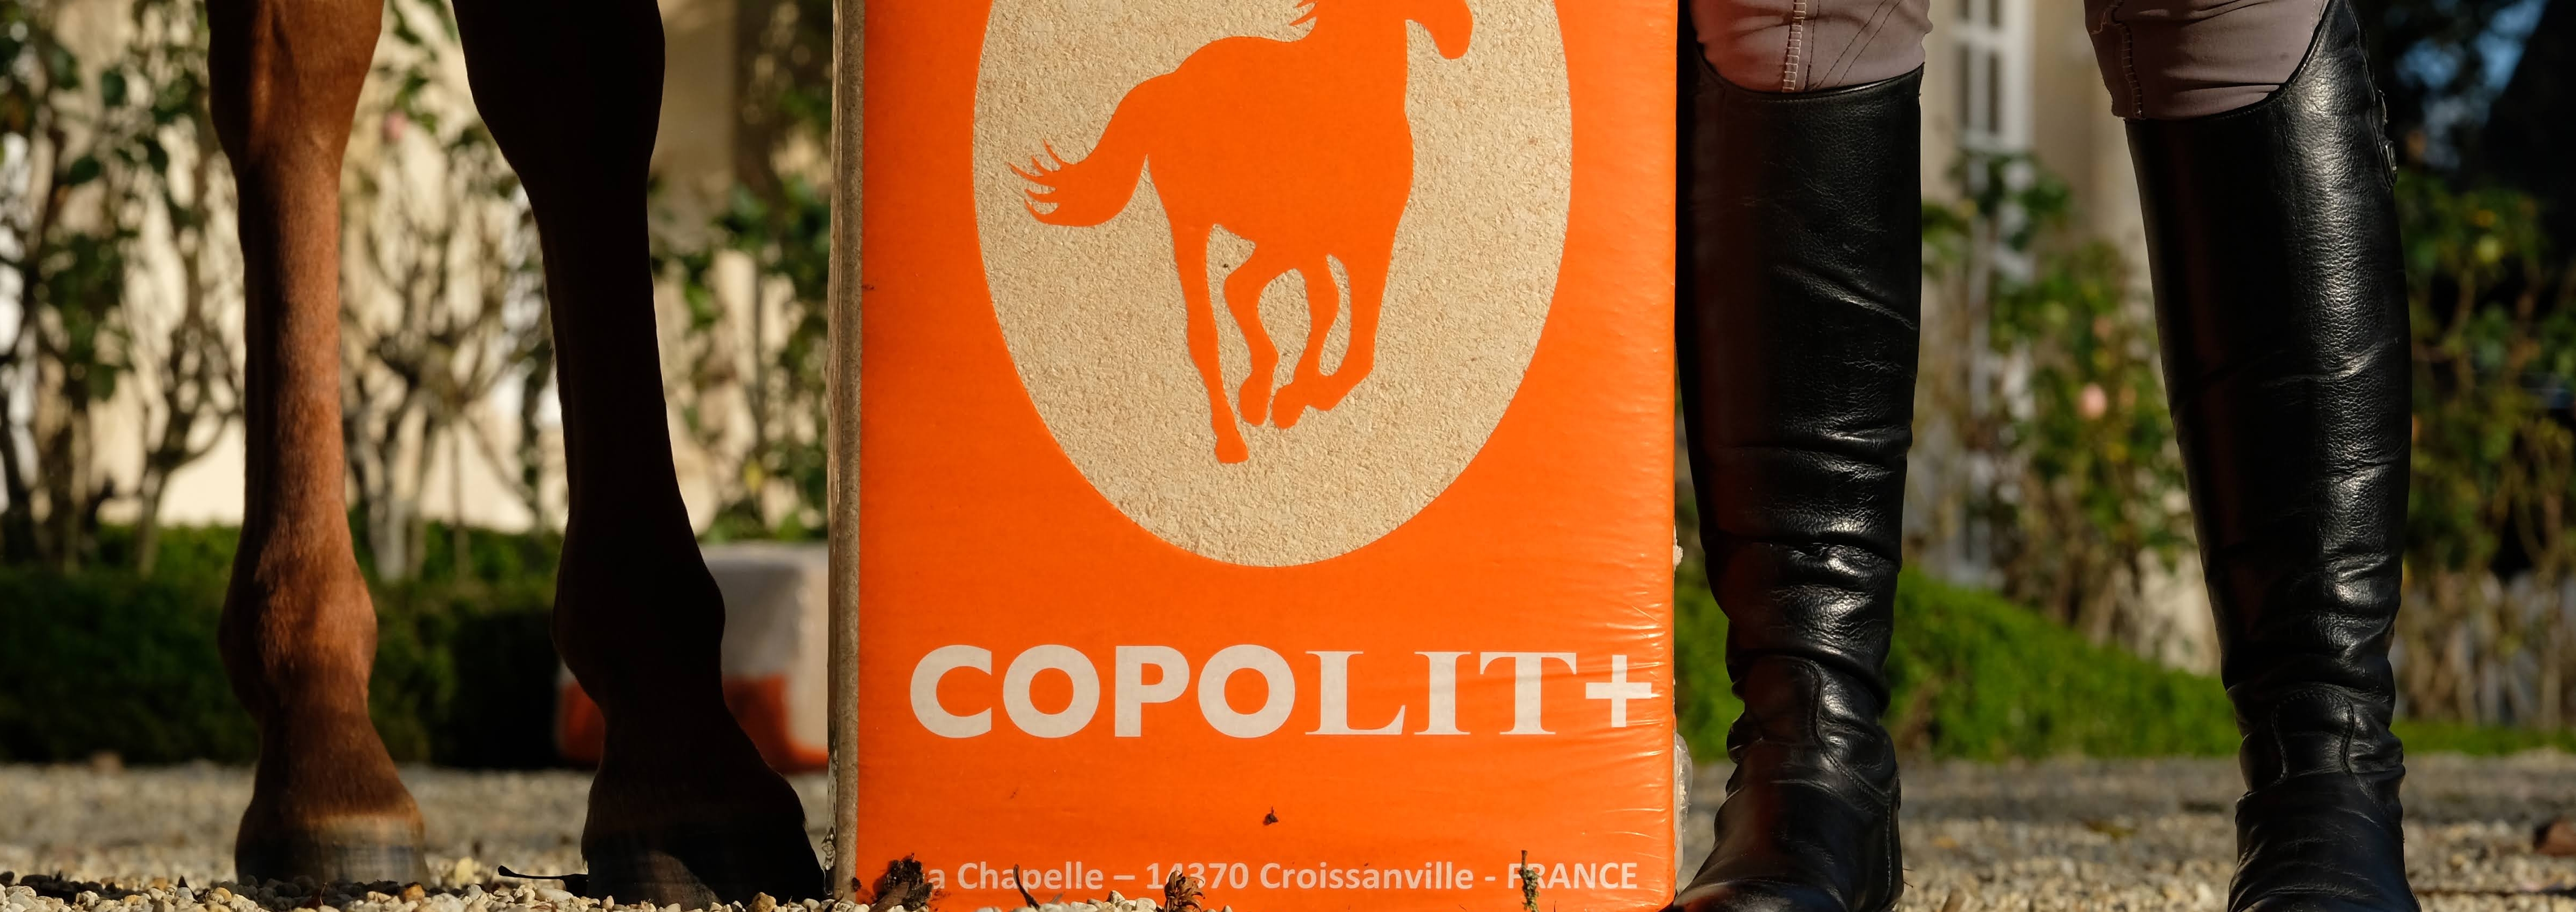 COPOLIT+
a Chapelle – 14370 Croissanville - FRANCE